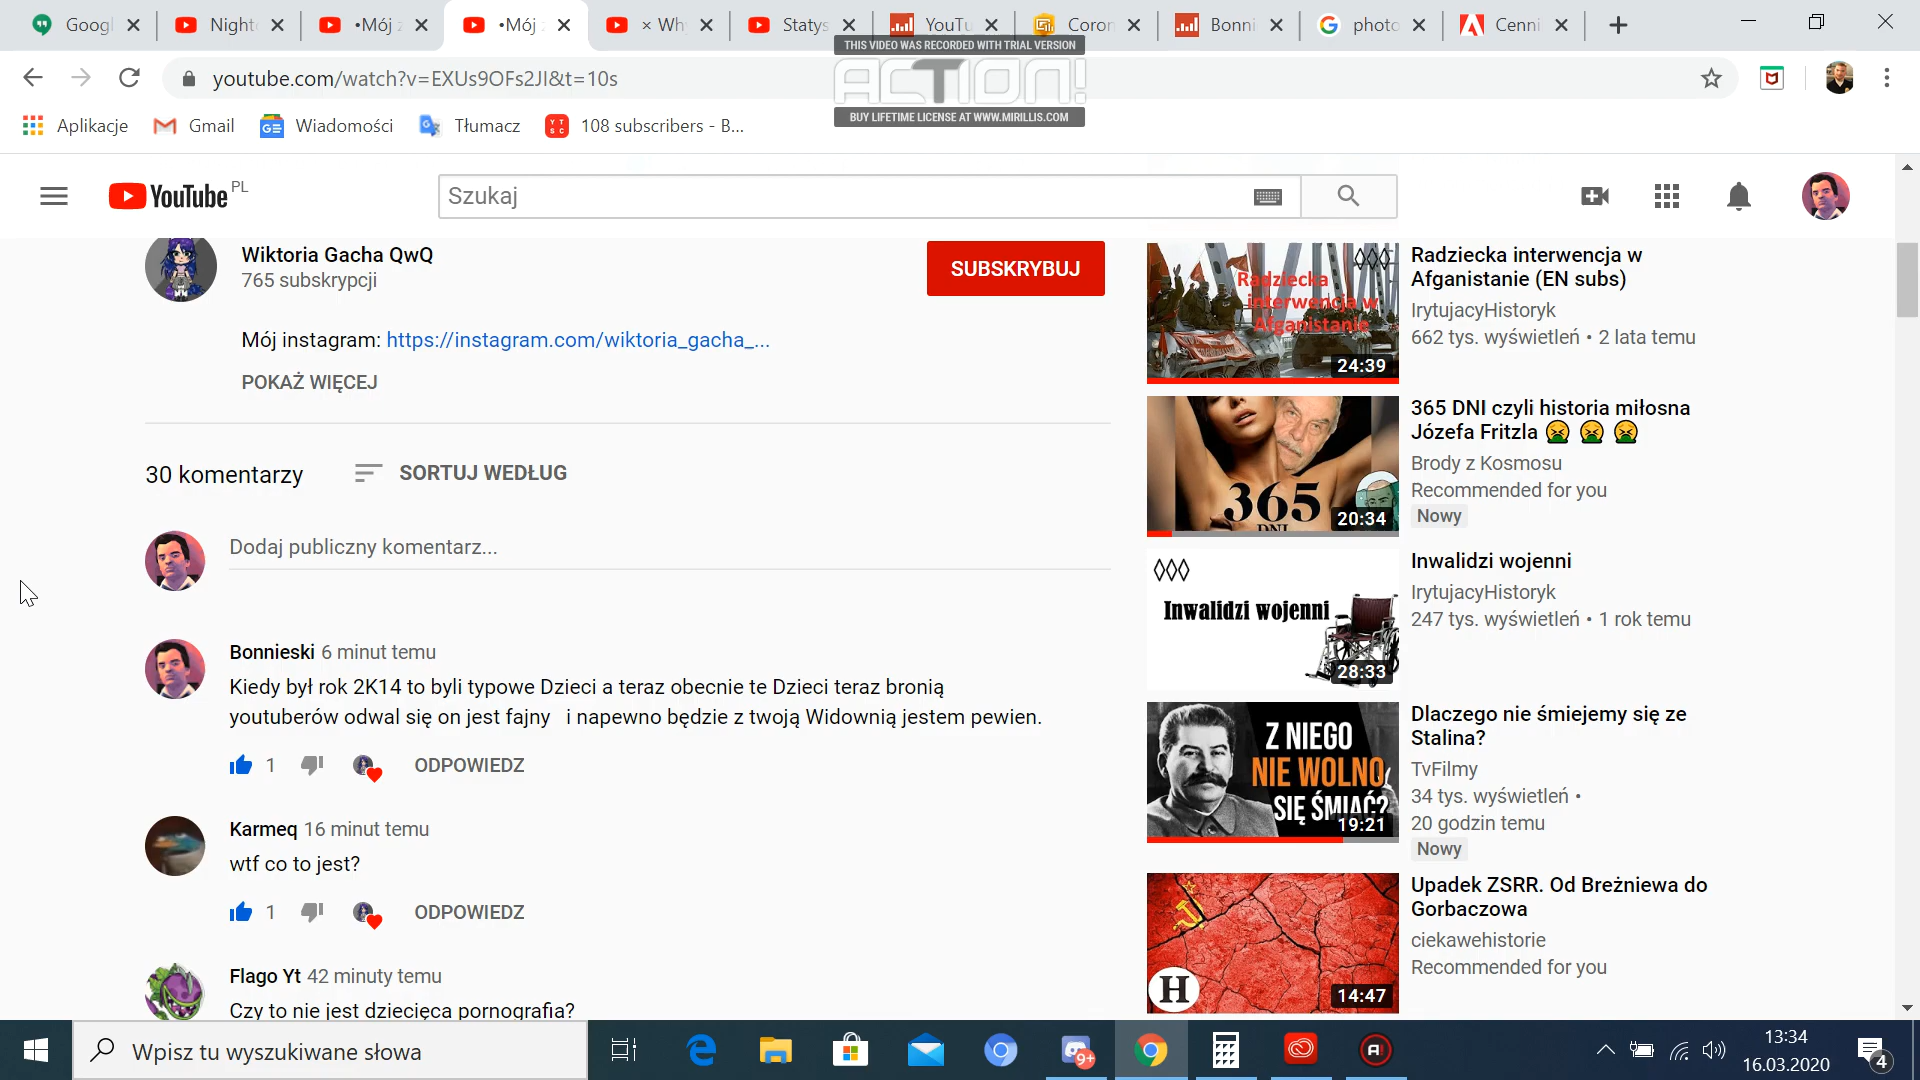 Googl
Night
•Mój z
•Mój
× Why
Statys
YouTu
Coron
Bonni
photo
Cenni
THIS VIDEO WAS RECORDED WITH TRIAL VERSION
ACTION!
BUY LIFETIME LICENSE AT WWW.MIRILLIS.COM
youtube.com/watch?v=EXUs9OFs2JI&t=10s
Aplikacje
Gmail
Wiadomości
Tłumacz
108 subscribers - B...
YouTube PL
Szukaj
Wiktoria Gacha QwQ
765 subskrypcji
SUBSKRYBUJ
Mój instagram: https://instagram.com/wiktoria_gacha_...
POKAŻ WIĘCEJ
30 komentarzy
SORTUJ WEDŁUG
Dodaj publiczny komentarz...
Bonnieski 6 minut temu
Kiedy był rok 2K14 to byli typowe Dzieci a teraz obecnie te Dzieci teraz bronią
youtuberów odwal się on jest fajny i napewno będzie z twoją Widownią jestem pewien.
1
ODPOWIEDZ
Karmeq 16 minut temu
wtf co to jest?
1
ODPOWIEDZ
Flago Yt 42 minuty temu
Czy to nie jest dziecięca pornografia?
Radziecka
interwencja w
Afganistanie
24:39
Radziecka interwencja w
Afganistanie (EN subs)
IrytujacyHistoryk
662 tys. wyświetleń • 2 lata temu
365
DNI
20:34
365 DNI czyli historia miłosna
Józefa Fritzla 🤮 🤮 🤮
Brody z Kosmosu
Recommended for you
Nowy
Inwalidzi wojenni
28:33
Inwalidzi wojenni
IrytujacyHistoryk
247 tys. wyświetleń • 1 rok temu
Z NIEGO
NIE WOLNO
SIĘ ŚMIAĆ?
19:21
Dlaczego nie śmiejemy się ze
Stalina?
TvFilmy
34 tys. wyświetleń •
20 godzin temu
Nowy
H
14:47
Upadek ZSRR. Od Breżniewa do
Gorbaczowa
ciekawehistorie
Recommended for you
Wpisz tu wyszukiwane słowa
9+
A!
13:34
16.03.2020
4